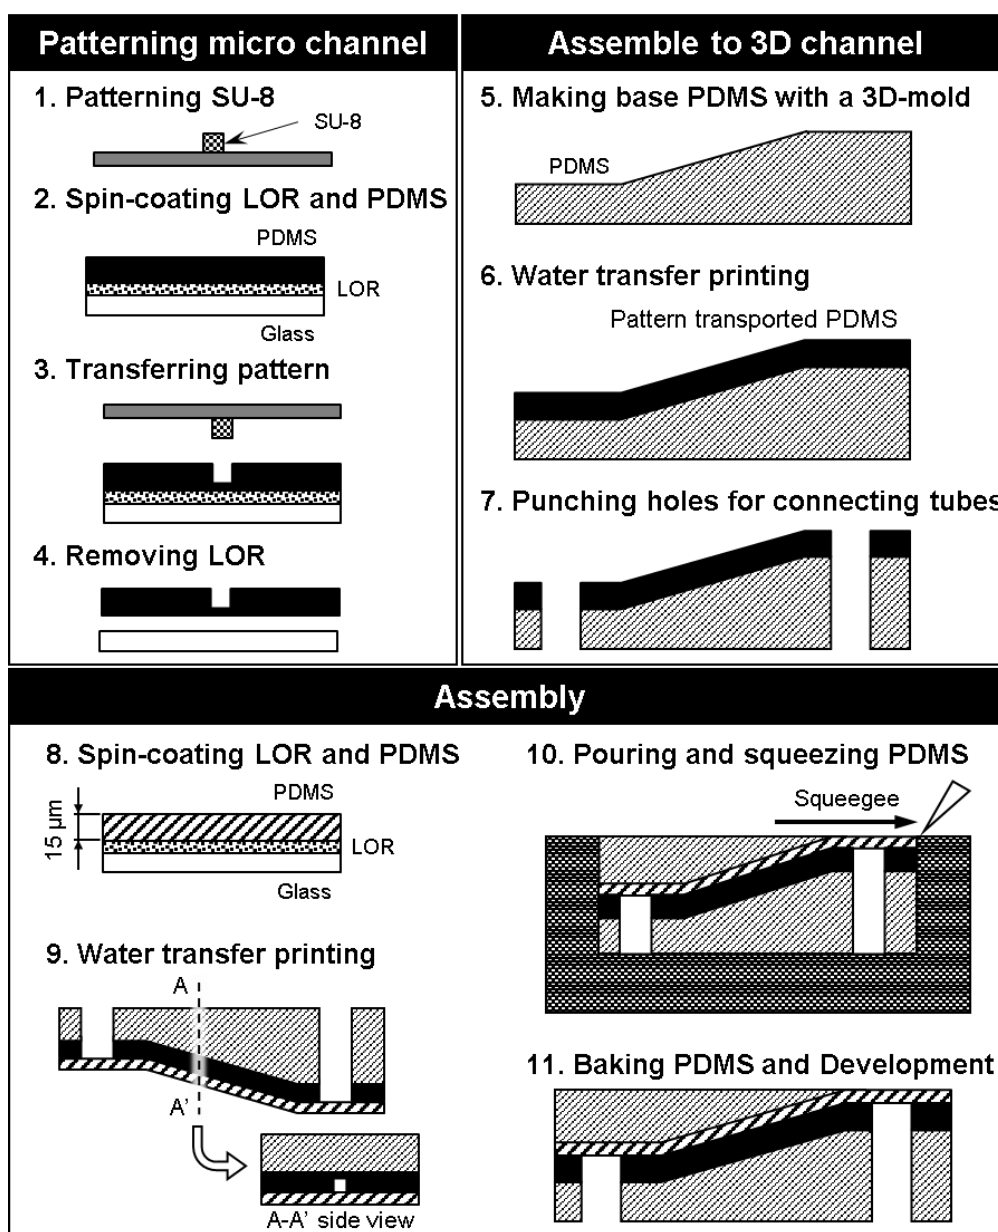 Patterning micro channel
1. Patterning SU-8
SU-8
2. Spin-coating LOR and PDMS
PDMS
LOR
Glass
3. Transferring pattern
4. Removing LOR
Assemble to 3D channel
5. Making base PDMS with a 3D-mold
PDMS
6. Water transfer printing
Pattern transported PDMS
7. Punching holes for connecting tubes
Assembly
8. Spin-coating LOR and PDMS
PDMS
15 µm
LOR
Glass
9. Water transfer printing
A
A'
A-A' side view
10. Pouring and squeezing PDMS
Squeegee
11. Baking PDMS and Development